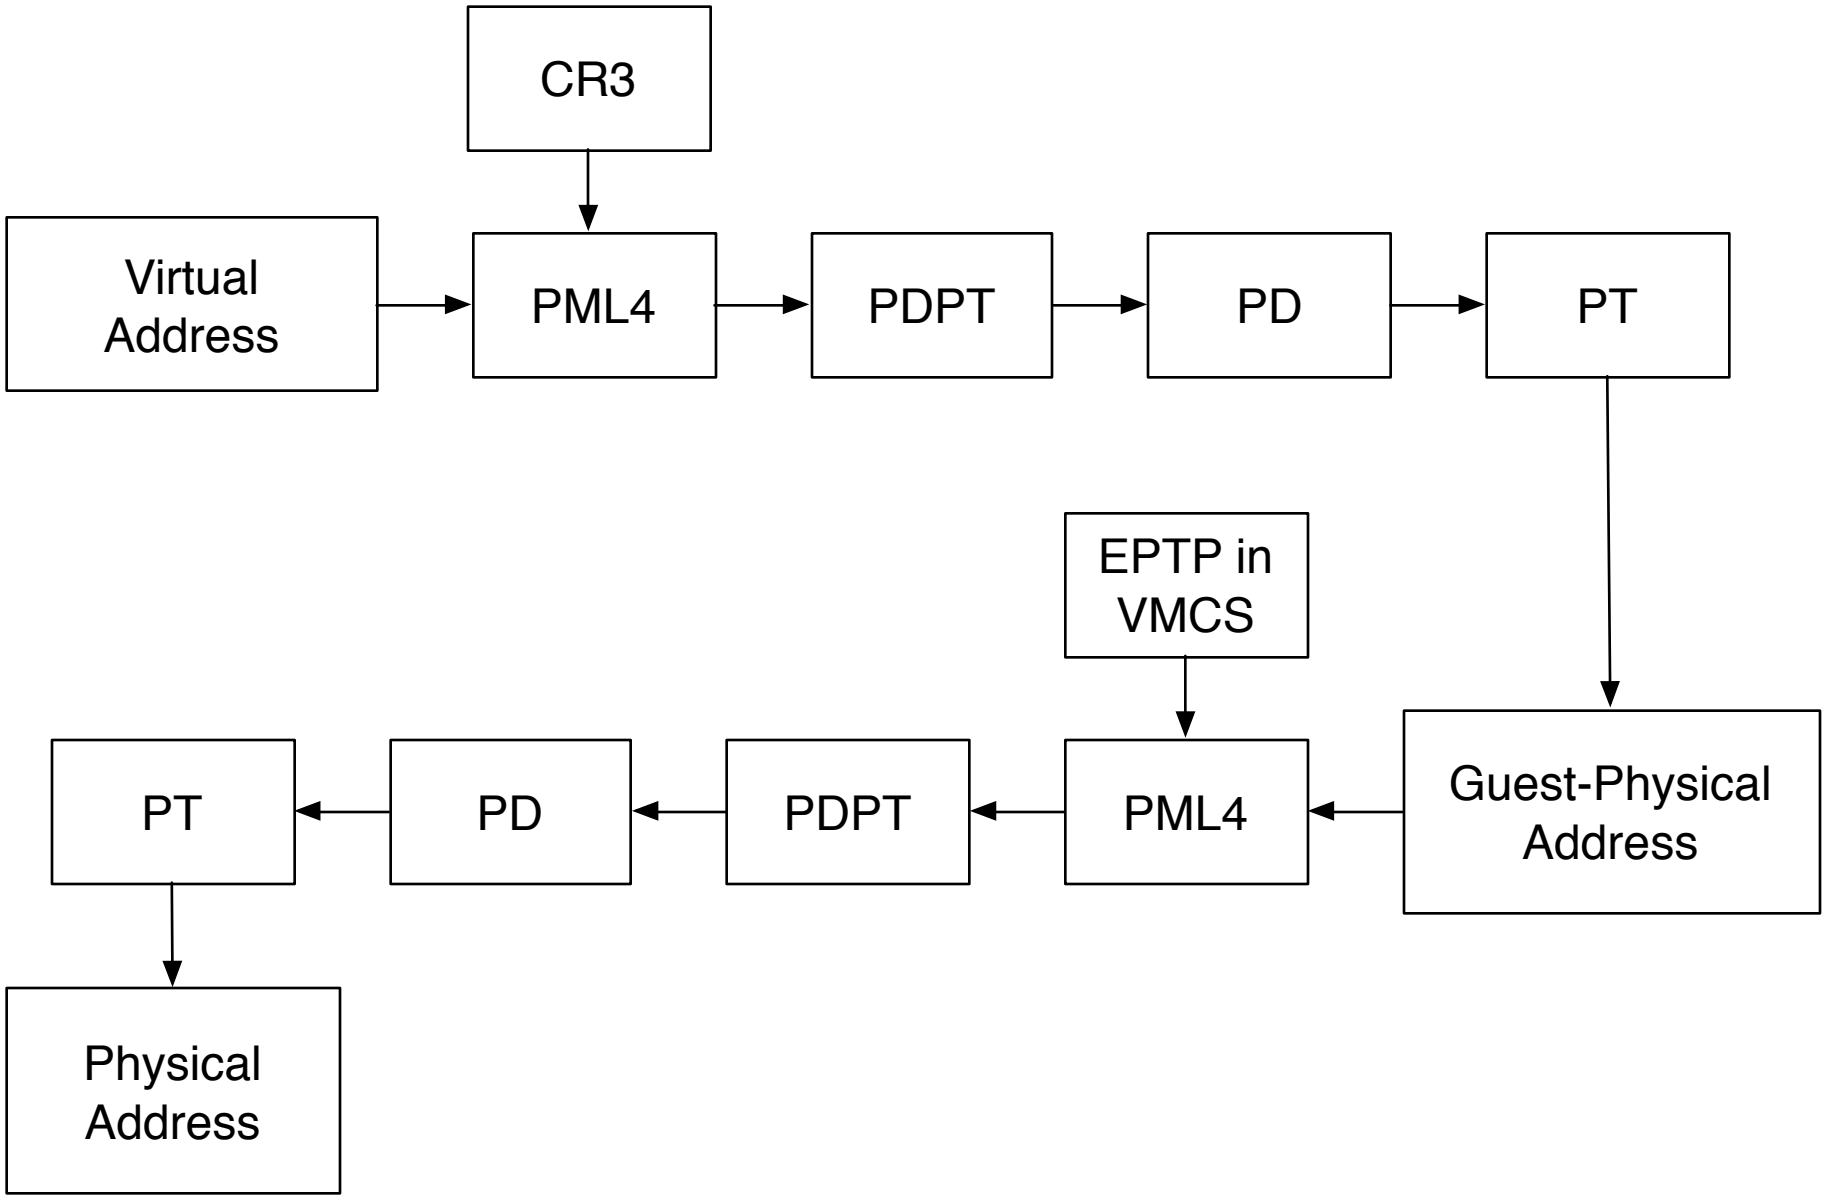 CR3
Virtual
Address
PML4
PDPT
PD
PT
EPTP in
VMCS
PT
PD
PDPT
PML4
Guest-Physical
Address
Physical
Address